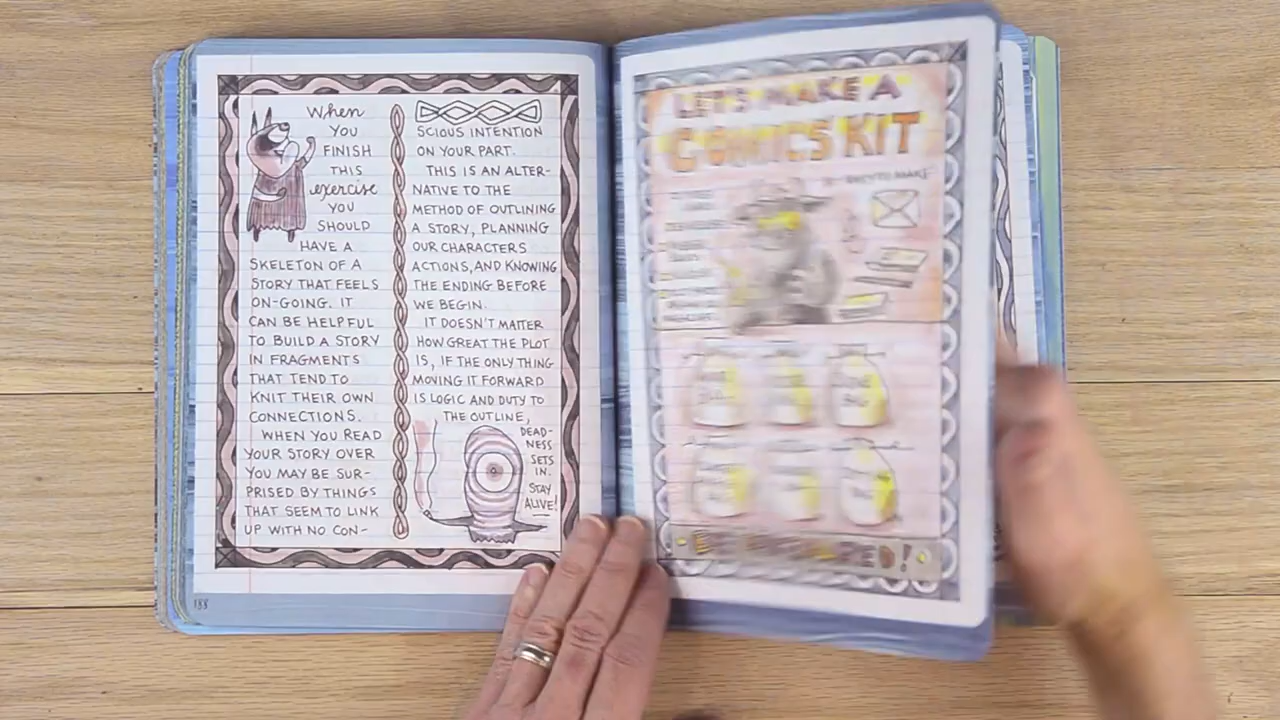 When
YOU
FINISH
THIS
exercise
YOU
SHOULD
HAVE A
SKELETON OF A
STORY THAT FEELS
ON-GOING. IT
CAN BE HELPFUL
TO BUILD A STORY
IN FRAGMENTS
THAT TEND TO
KNIT THEIR OWN
CONNECTIONS.
WHEN YOU READ
YOUR STORY OVER
YOU MAY BE SUR-
PRISED BY THINGS
THAT SEEM TO LINK
UP WITH NO CON-
SCIOUS INTENTION
ON YOUR PART.
THIS IS AN ALTER-
NATIVE TO THE
METHOD OF OUTLINING
A STORY, PLANNING
OUR CHARACTERS
ACTIONS, AND KNOWING
THE ENDING BEFORE
WE BEGIN.
IT DOESN'T MATTER
HOW GREAT THE PLOT
IS, IF THE ONLY THING
MOVING IT FORWARD
IS LOGIC AND DUTY TO
THE OUTLINE,
DEAD-
NESS
SETS
IN.
STAY
ALIVE!
188
LET'S MAKE A
COMICS KIT